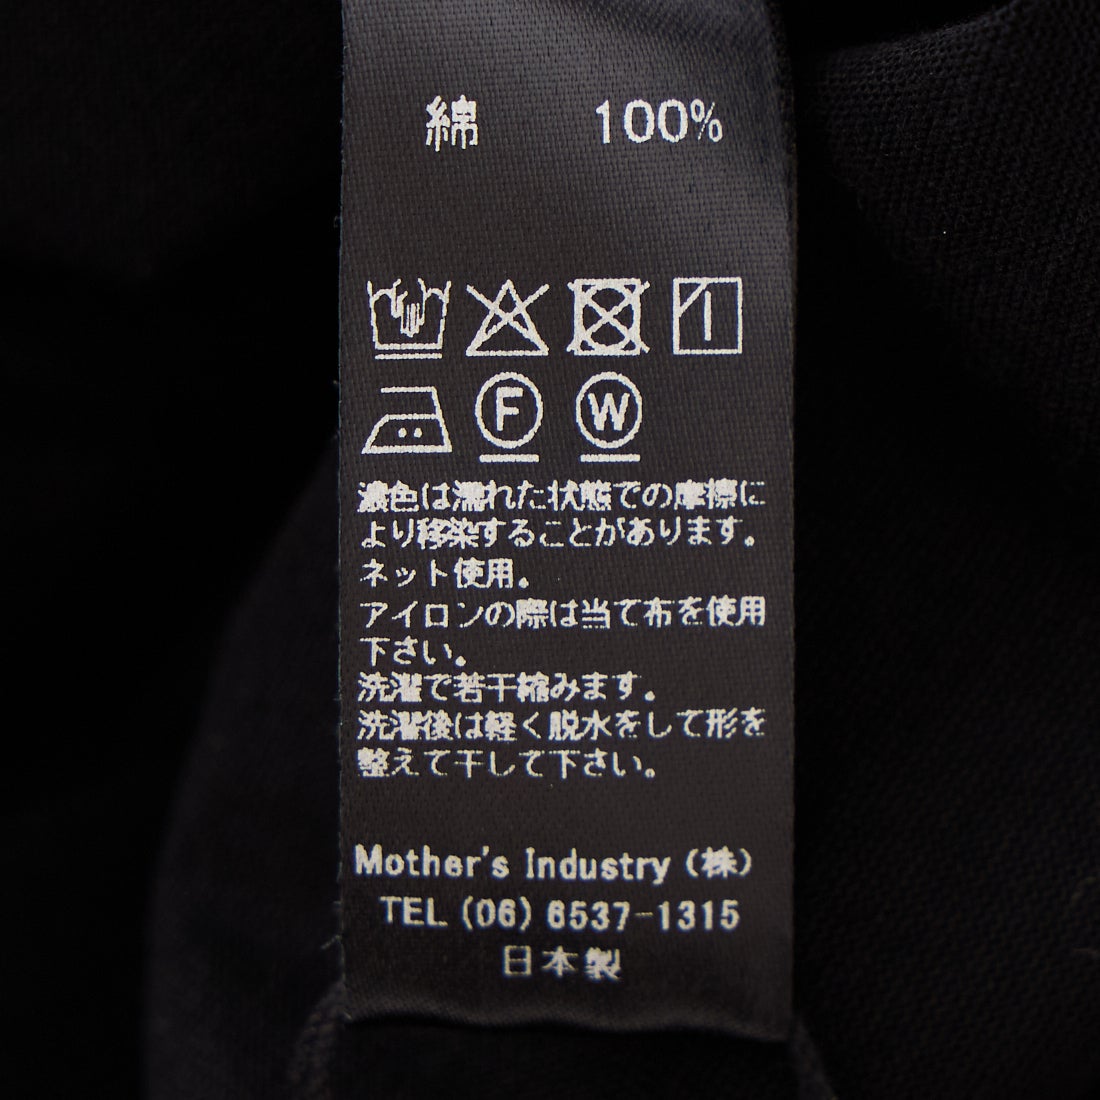 綿 100%
F W
濃色は濡れた状態での摩擦に
より移染することがあります。
ネット使用。
アイロンの際は当て布を使用
下さい。
洗濯で若干縮みます。
洗濯後は軽く脱水をして形を
整えて干して下さい。
Mother's Industry (株)
TEL (06) 6537-1315
日本製